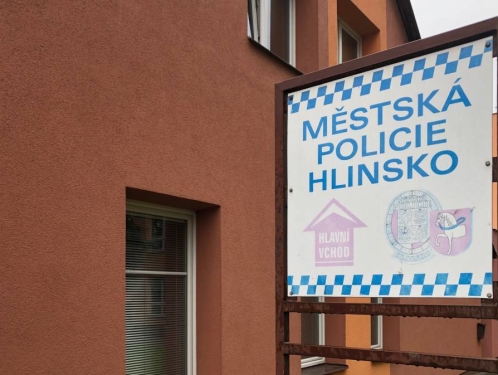 MĚSTSKÁ
POLICIE
HLINSKO
HLAVNÍ
VCHOD